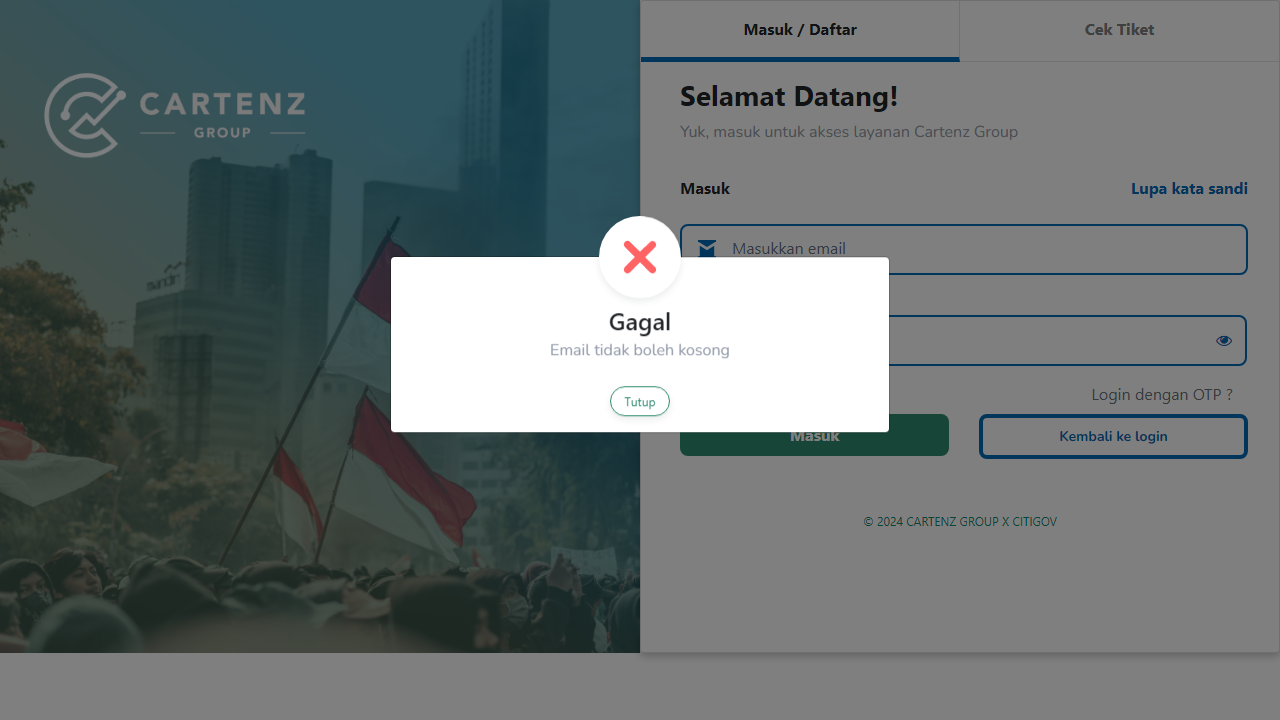 CARTENZ
GROUP
Masuk / Daftar
Cek Tiket
Selamat Datang!
Yuk, masuk untuk akses layanan Cartenz Group
Masuk
Lupa kata sandi
Masukkan email
Gagal
Email tidak boleh kosong
Tutup
Login dengan OTP ?
Masuk
Kembali ke login
© 2024 CARTENZ GROUP X CITIGOV